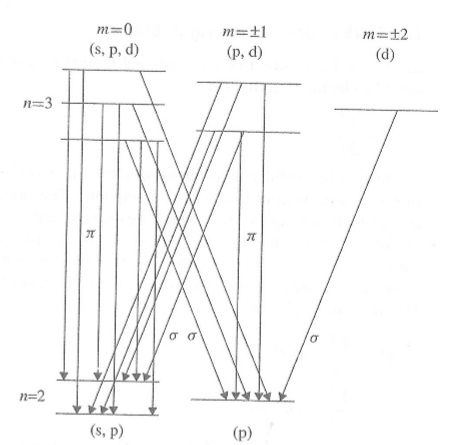 m=0
(s, p, d)
m=±1
(p, d)
m=±2
(d)
n=3
π
π
σ σ
σ
n=2
(s, p)
(p)